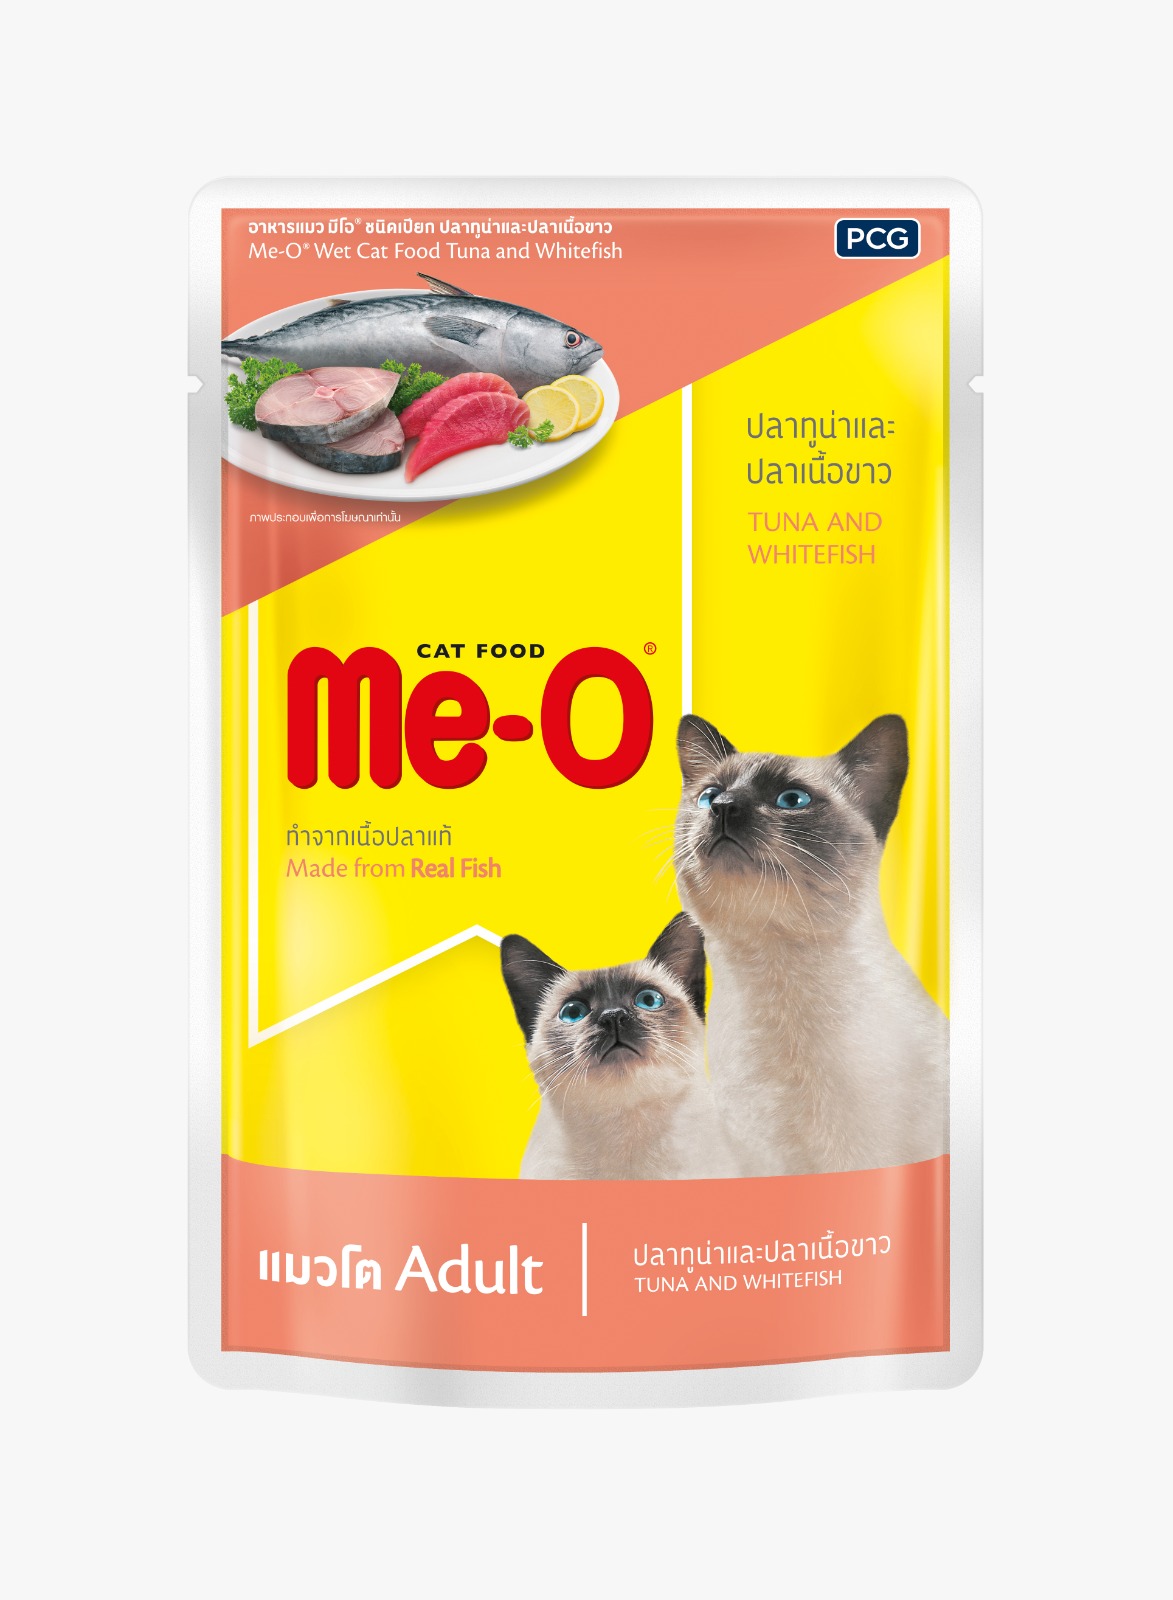 อาหารแมว มีโอ® ชนิดเปียก ปลาทูน่าและปลาเนื้อขาว
Me-O® Wet Cat Food Tuna and Whitefish
PCG
ปลาทูน่าและ
ปลาเนื้อขาว
TUNA AND
WHITEFISH
ภาพประกอบเพื่อการโฆษณาเท่านั้น
CAT FOOD
Me-O®
ทำจากเนื้อปลาแท้
Made from Real Fish
แมวโต Adult
ปลาทูน่าและปลาเนื้อขาว
TUNA AND WHITEFISH